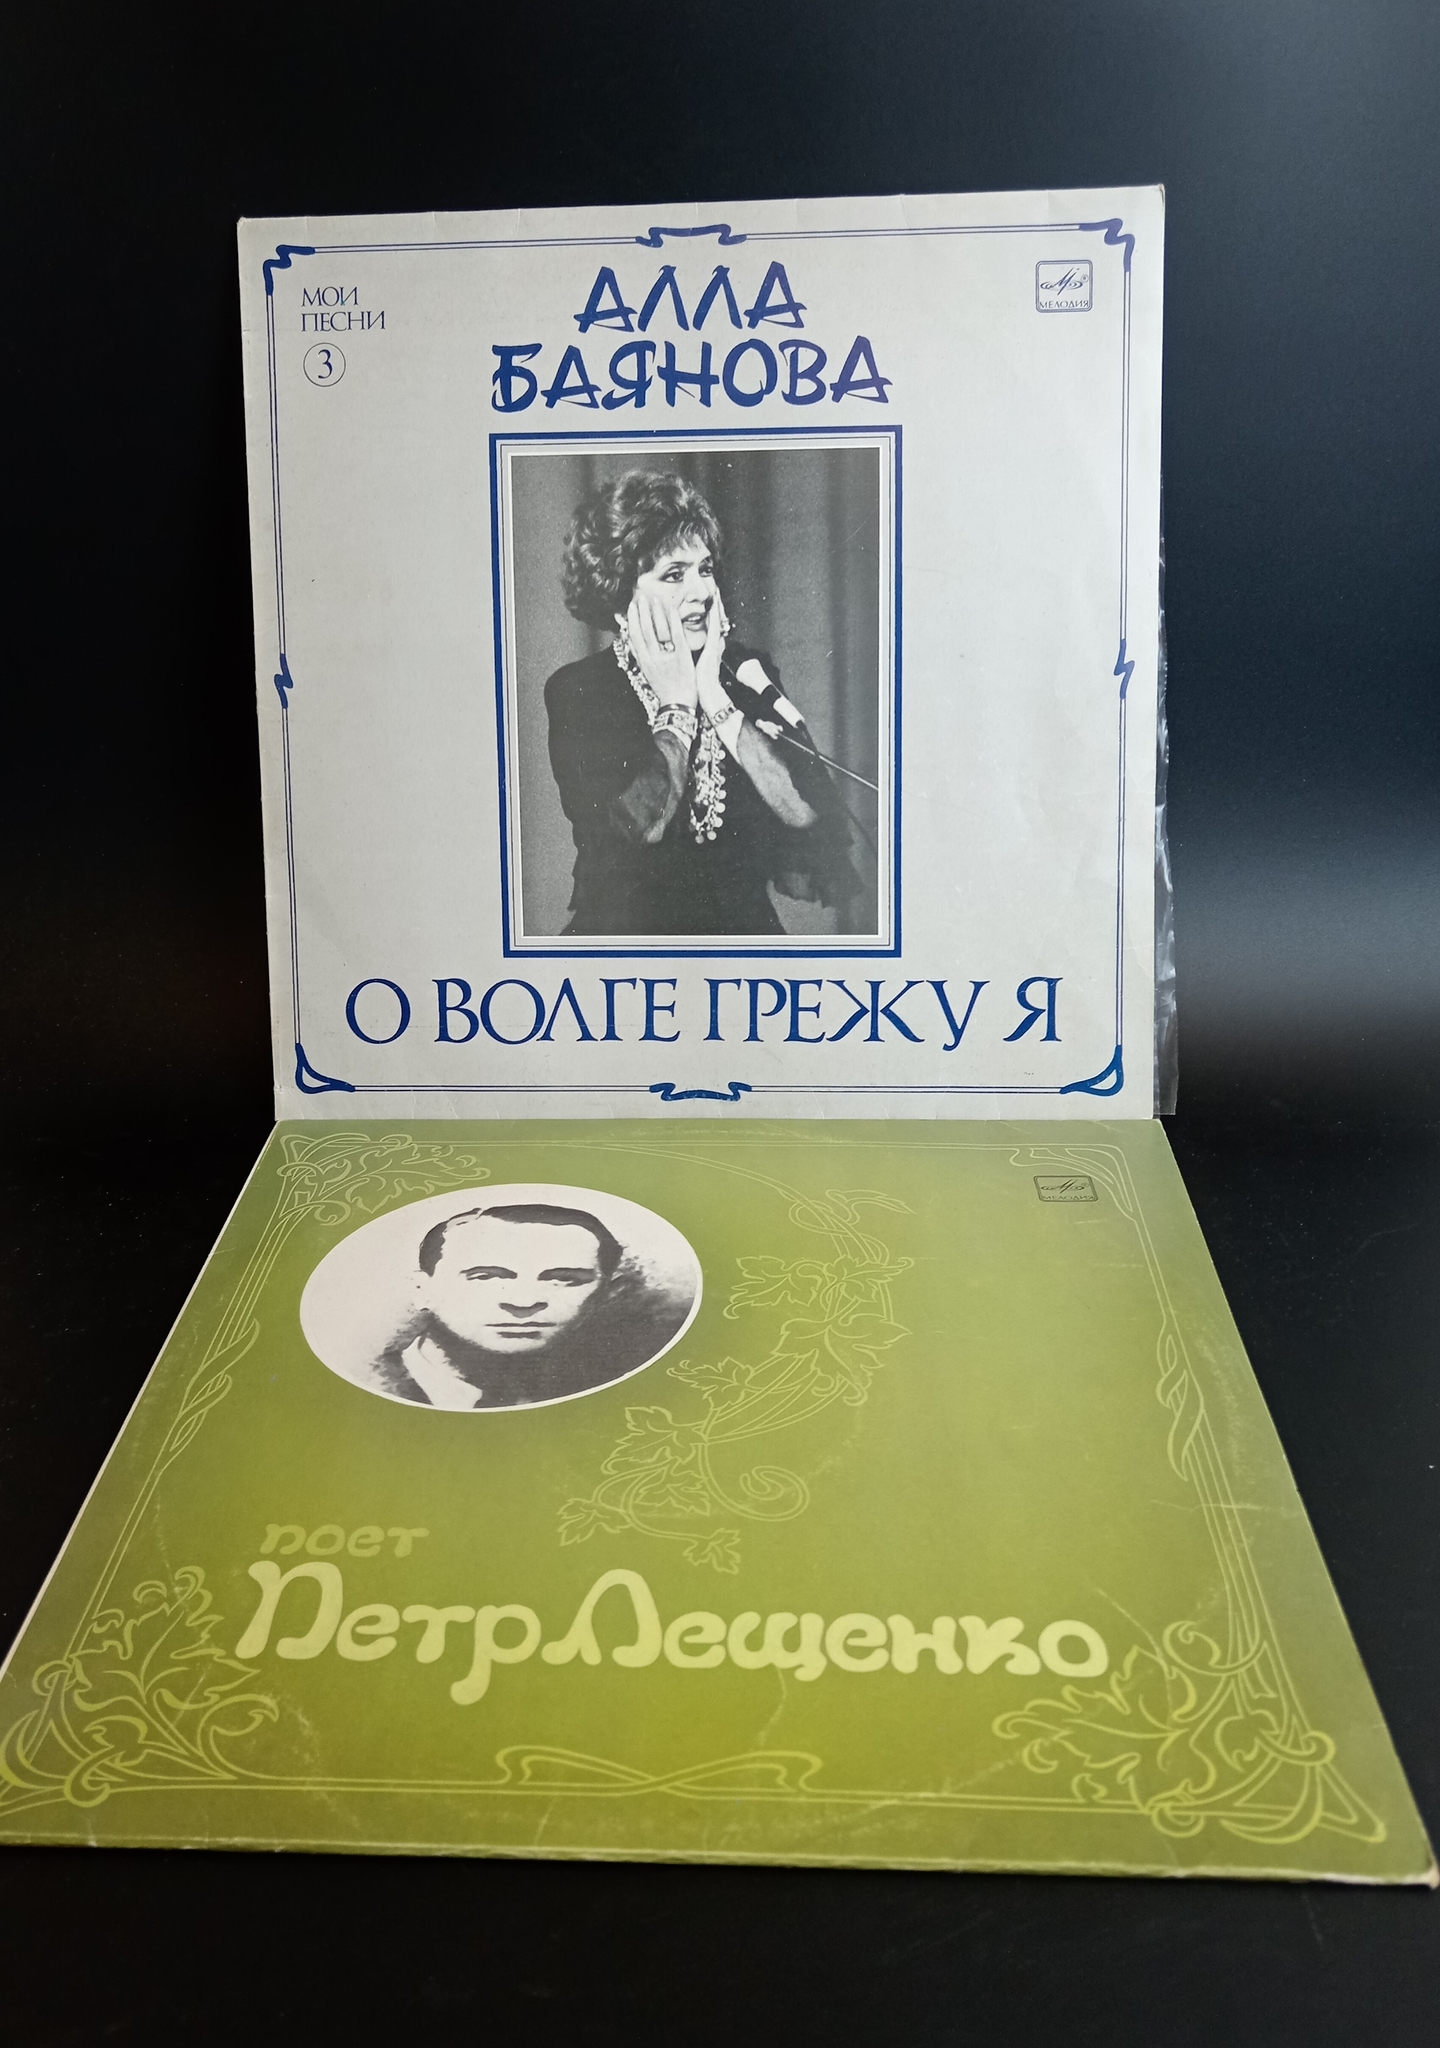 МОИ
ПЕСНИ
3
АЛЛА
БАЯНОВА
МЕЛОДИЯ
О ВОЛГЕ ГРЕЖУ Я
МЕЛОДИЯ
поет
Петр Лещенко